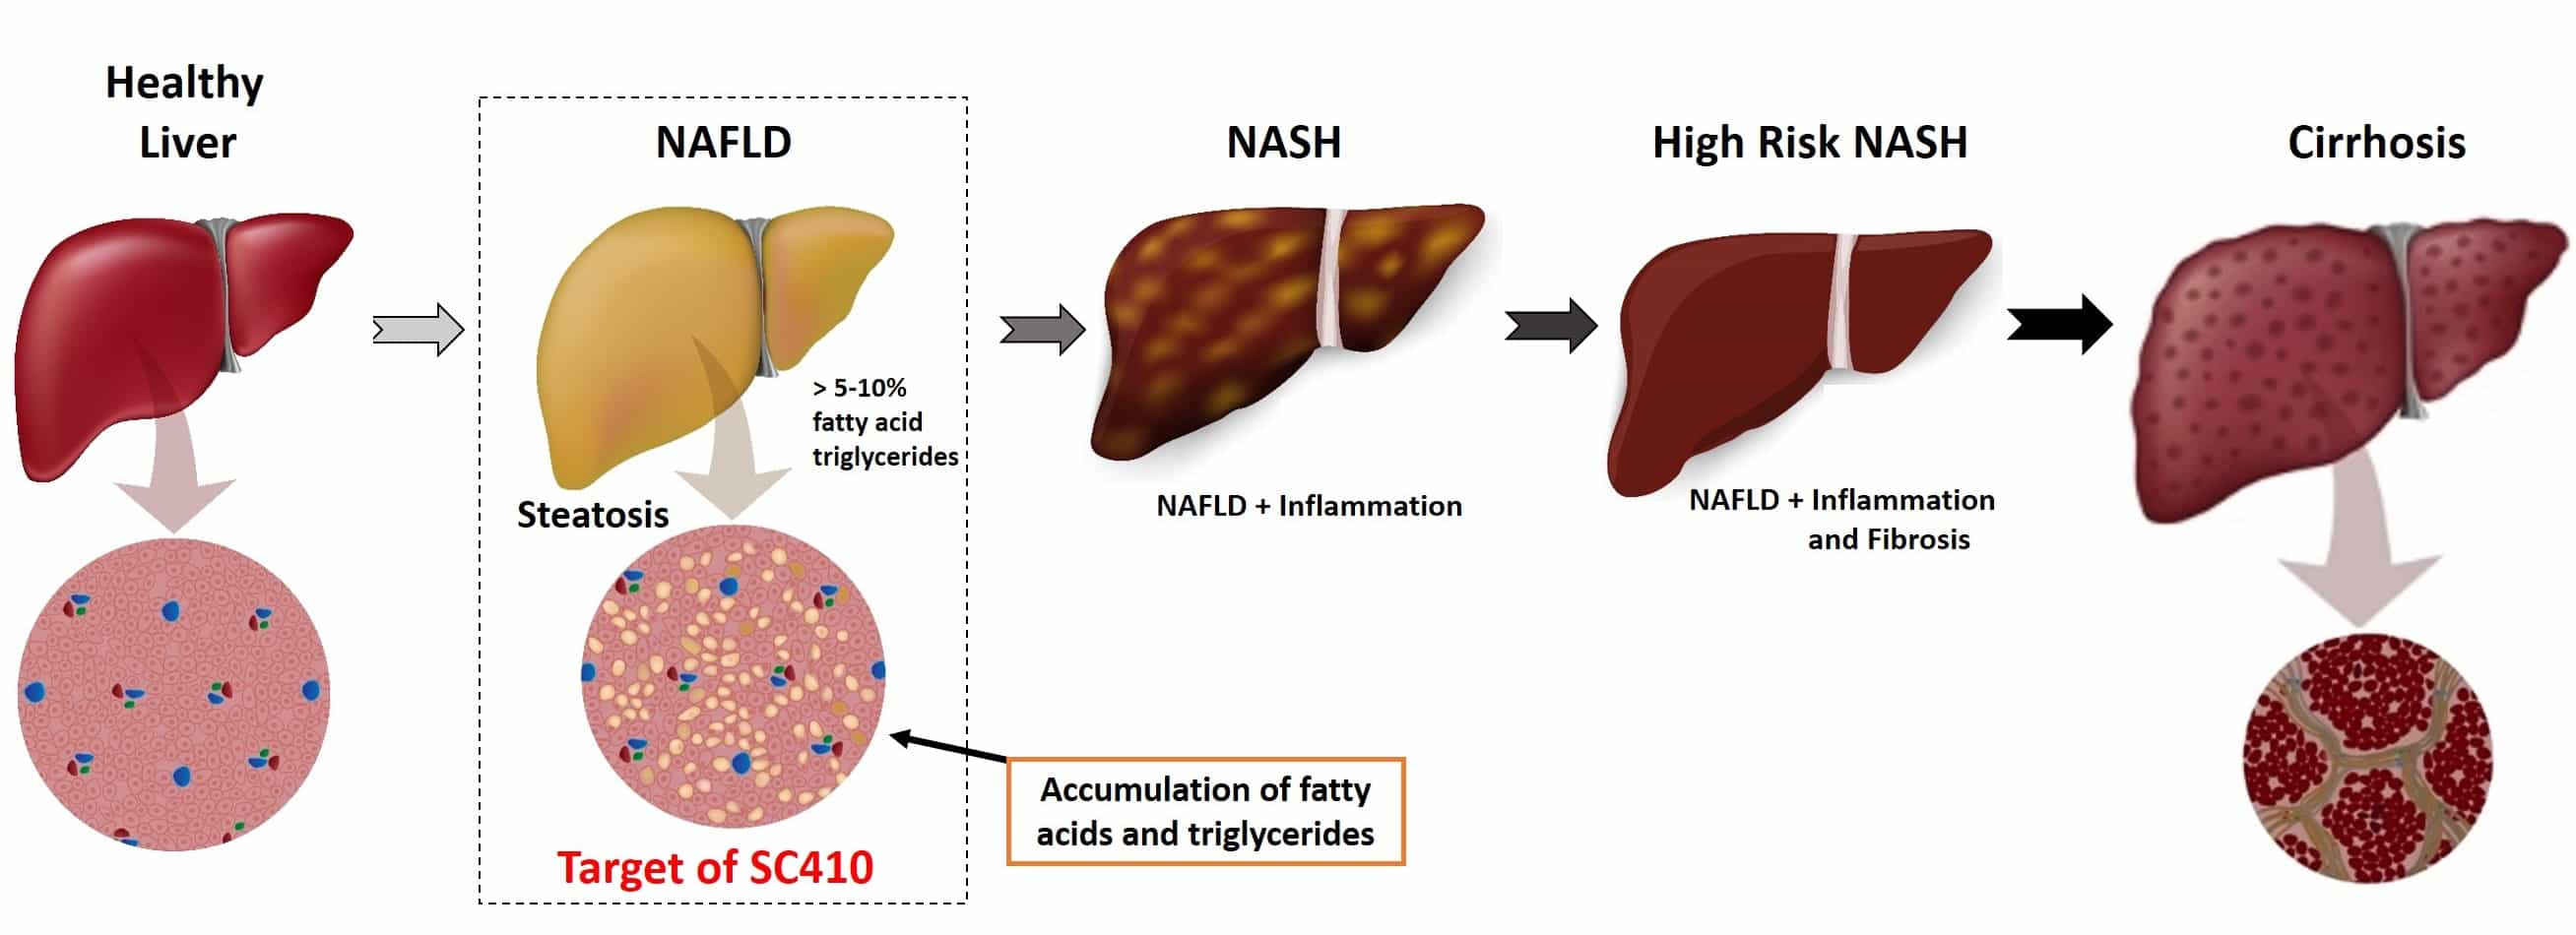 Healthy
Liver
NAFLD
> 5-10%
fatty acid
triglycerides
Steatosis
Target of SC410
Accumulation of fatty
acids and triglycerides
NASH
NAFLD + Inflammation
High Risk NASH
NAFLD + Inflammation
and Fibrosis
Cirrhosis